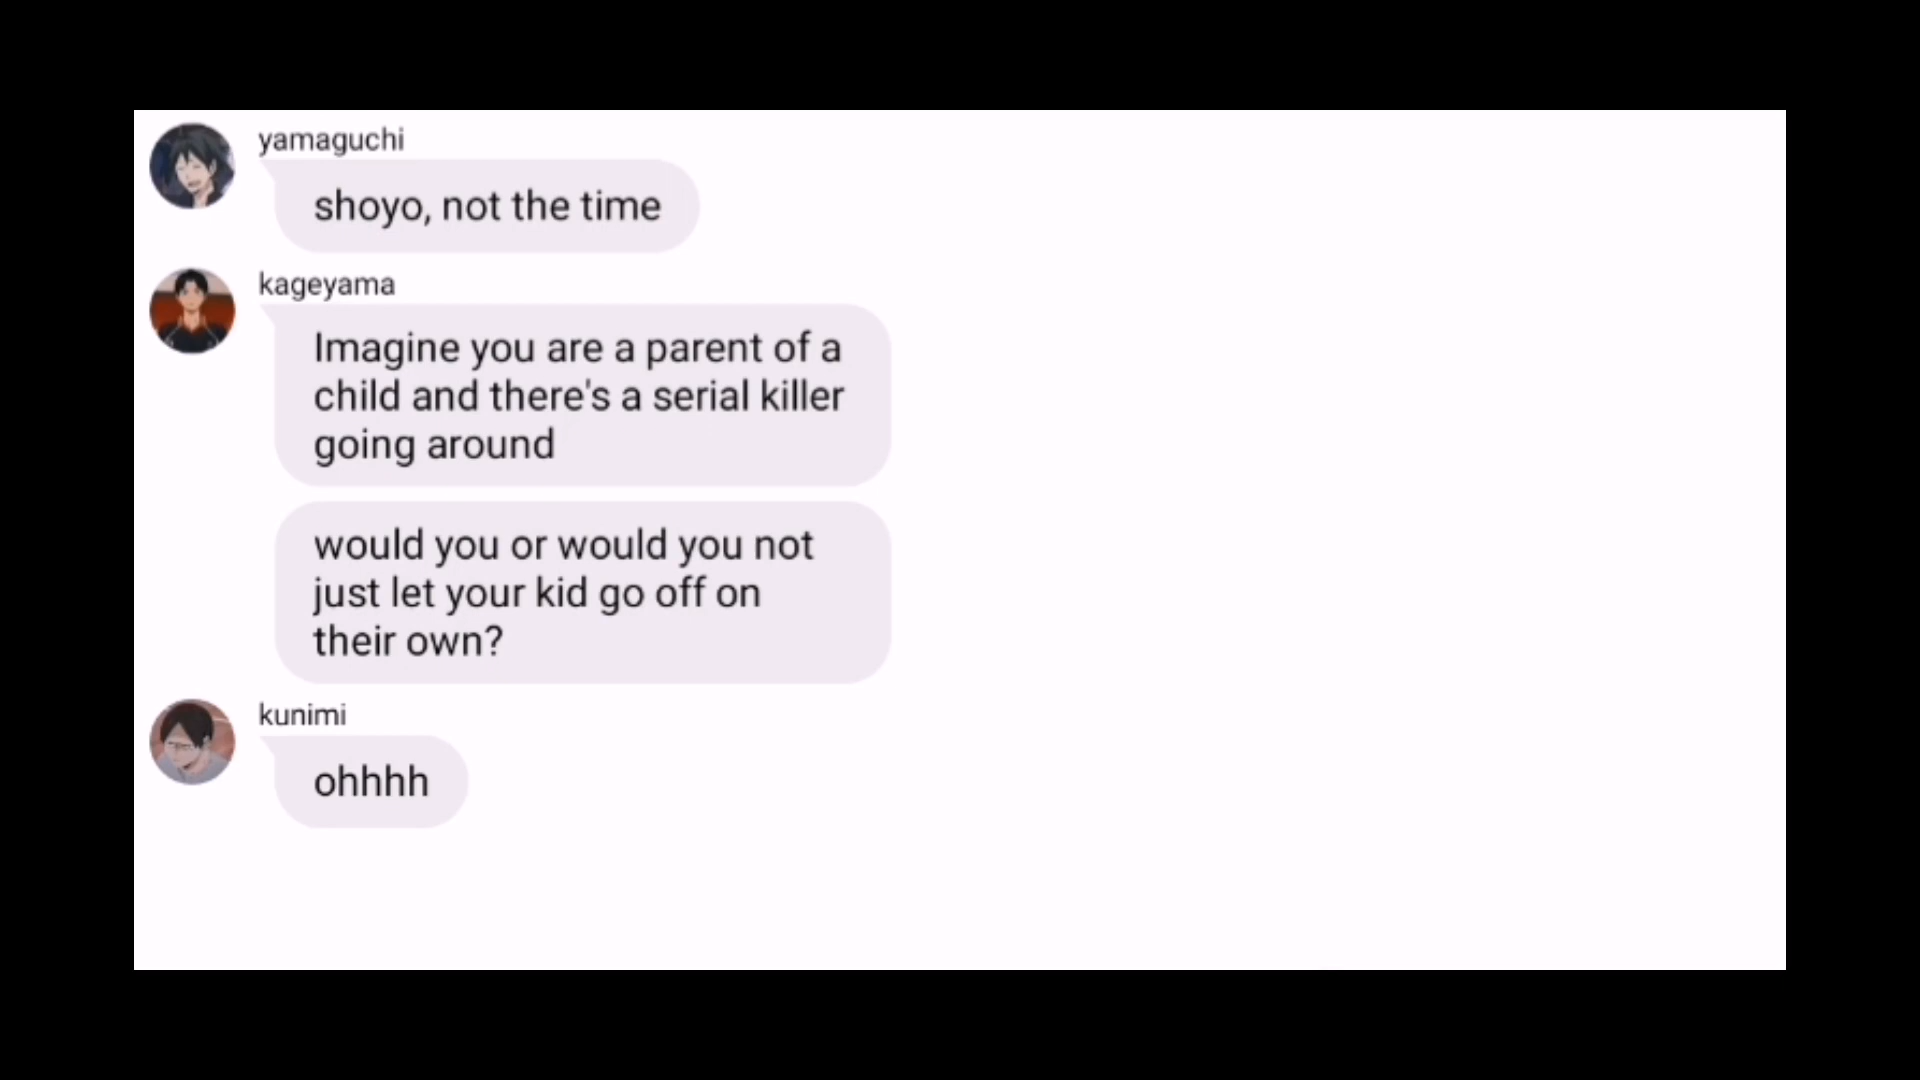 yamaguchi
shoyo, not the time
kageyama
Imagine you are a parent of a
child and there's a serial killer
going around
would you or would you not
just let your kid go off on
their own?
kunimi
ohhhh